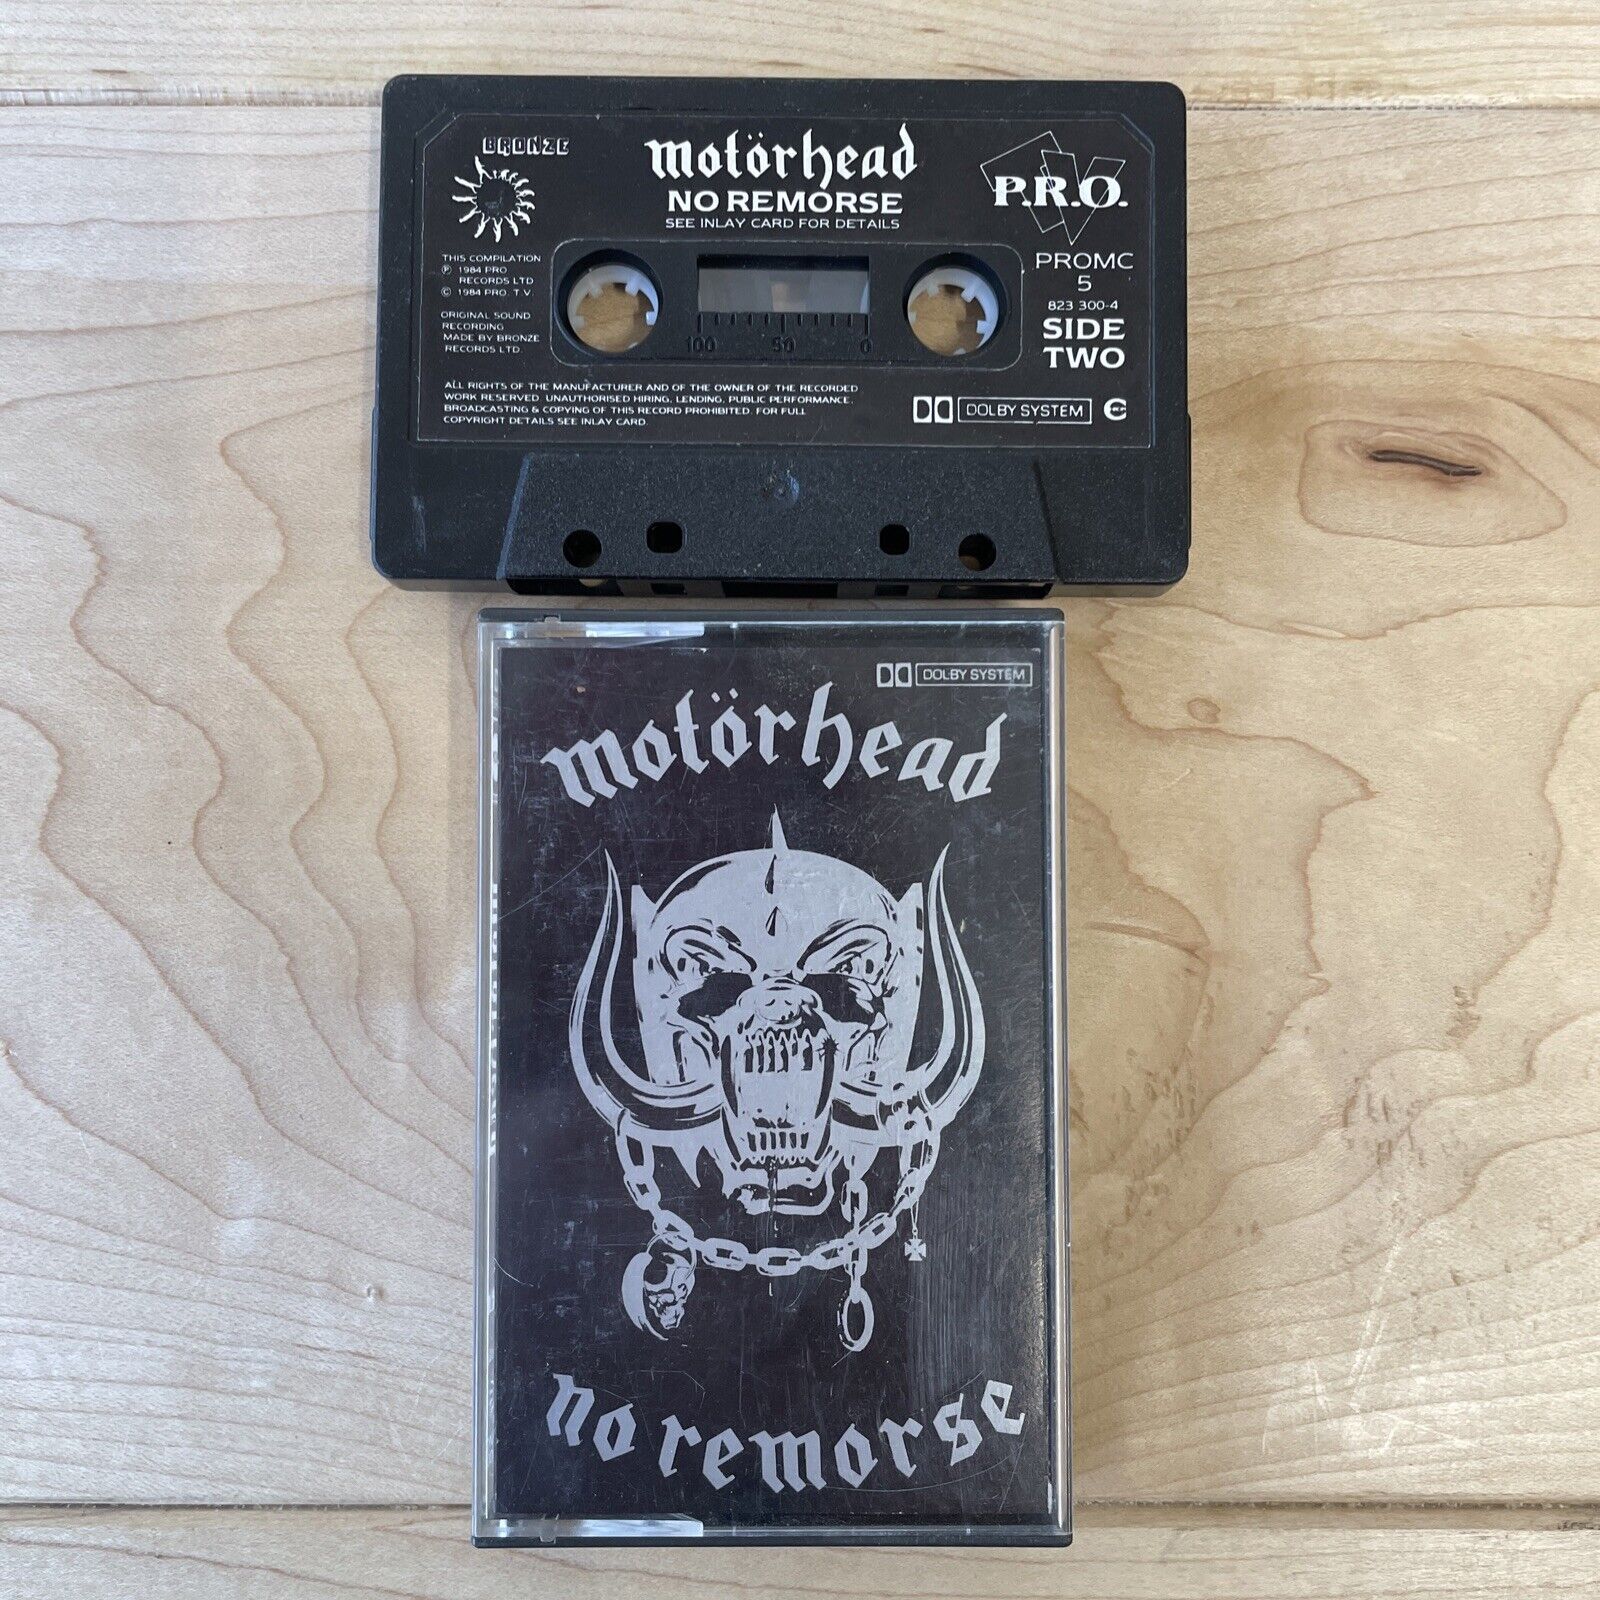 BRONZE
motörhead
NO REMORSE
SEE INLAY CARD FOR DETAILS
P.R.O.
THIS COMPILATION
℗ 1984 PRO
RECORDS LTD
© 1984 PRO. T.V.
ORIGINAL SOUND
RECORDING
MADE BY BRONZE
RECORDS LTD.
PROMC
5
823 300-4
SIDE
TWO
100 50 0
ALL RIGHTS OF THE MANUFACTURER AND OF THE OWNER OF THE RECORDED
WORK RESERVED. UNAUTHORISED HIRING, LENDING, PUBLIC PERFORMANCE,
BROADCASTING & COPYING OF THIS RECORD PROHIBITED. FOR FULL
COPYRIGHT DETAILS SEE INLAY CARD.
DOLBY SYSTEM
DOLBY SYSTEM
motörhead
no remorse